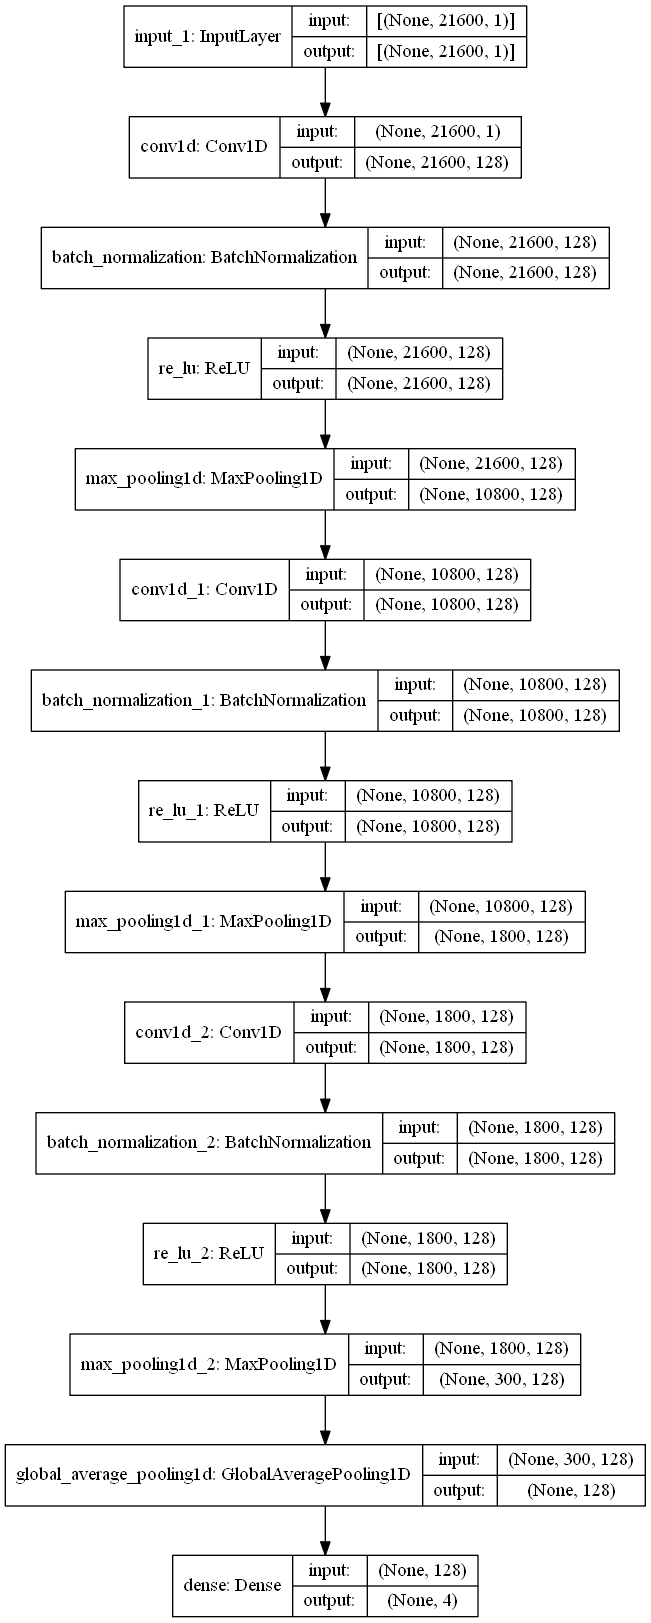 input_1: InputLayer
input: [(None, 21600, 1)]
output: [(None, 21600, 1)]
conv1d: Conv1D
input: (None, 21600, 1)
output: (None, 21600, 128)
batch_normalization: BatchNormalization
input: (None, 21600, 128)
output: (None, 21600, 128)
re_lu: ReLU
input: (None, 21600, 128)
output: (None, 21600, 128)
max_pooling1d: MaxPooling1D
input: (None, 21600, 128)
output: (None, 10800, 128)
conv1d_1: Conv1D
input: (None, 10800, 128)
output: (None, 10800, 128)
batch_normalization_1: BatchNormalization
input: (None, 10800, 128)
output: (None, 10800, 128)
re_lu_1: ReLU
input: (None, 10800, 128)
output: (None, 10800, 128)
max_pooling1d_1: MaxPooling1D
input: (None, 10800, 128)
output: (None, 1800, 128)
conv1d_2: Conv1D
input: (None, 1800, 128)
output: (None, 1800, 128)
batch_normalization_2: BatchNormalization
input: (None, 1800, 128)
output: (None, 1800, 128)
re_lu_2: ReLU
input: (None, 1800, 128)
output: (None, 1800, 128)
max_pooling1d_2: MaxPooling1D
input: (None, 1800, 128)
output: (None, 300, 128)
global_average_pooling1d: GlobalAveragePooling1D
input: (None, 300, 128)
output: (None, 128)
dense: Dense
input: (None, 128)
output: (None, 4)